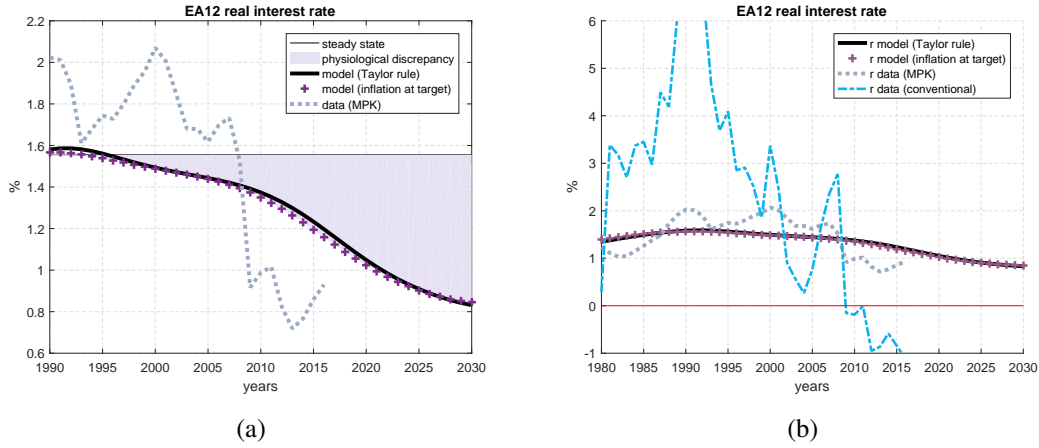 EA12 real interest rate
2.2
2
1.8
1.6
1.4
1.2
1
0.8
0.6
%
steady state
physiological discrepancy
model (Taylor rule)
model (inflation at target)
data (MPK)
1990 1995 2000 2005 2010 2015 2020 2025 2030
years
(a)
EA12 real interest rate
6
5
4
3
2
1
0
-1
%
r model (Taylor rule)
r model (inflation at target)
r data (MPK)
r data (conventional)
1980 1985 1990 1995 2000 2005 2010 2015 2020 2025 2030
years
(b)